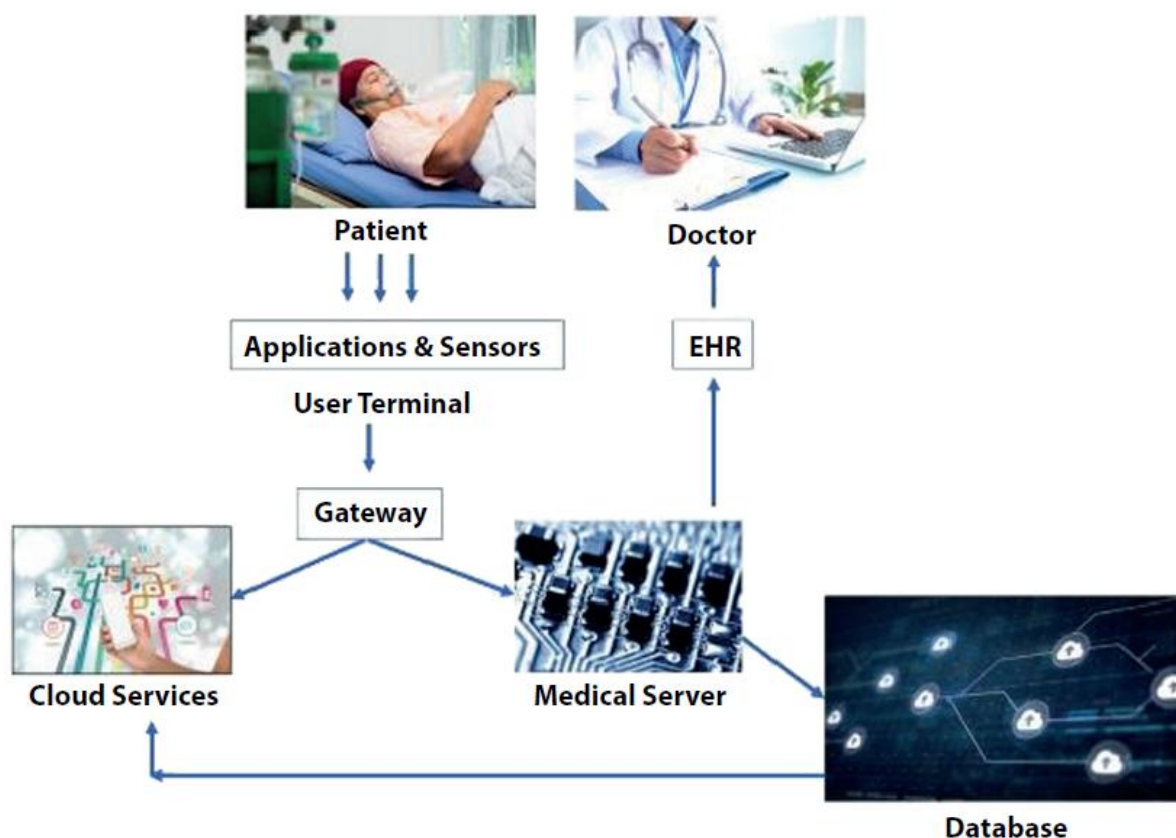 Patient
Doctor
Applications & Sensors
EHR
User Terminal
Gateway
Cloud Services
Medical Server
Database